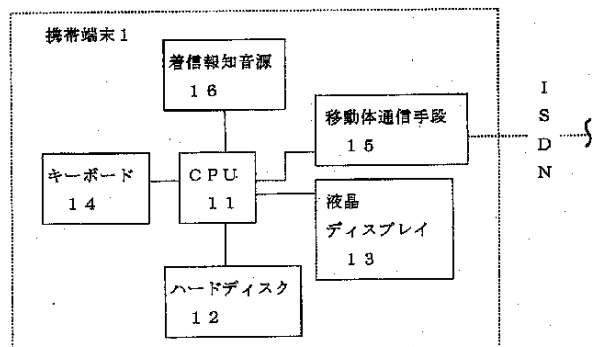 携帯端末１
着信報知音源
１６
移動体通信手段
１５
ＩＳＤＮ
キーボード
１４
ＣＰＵ
１１
液晶
ディスプレイ
１３
ハードディスク
１２